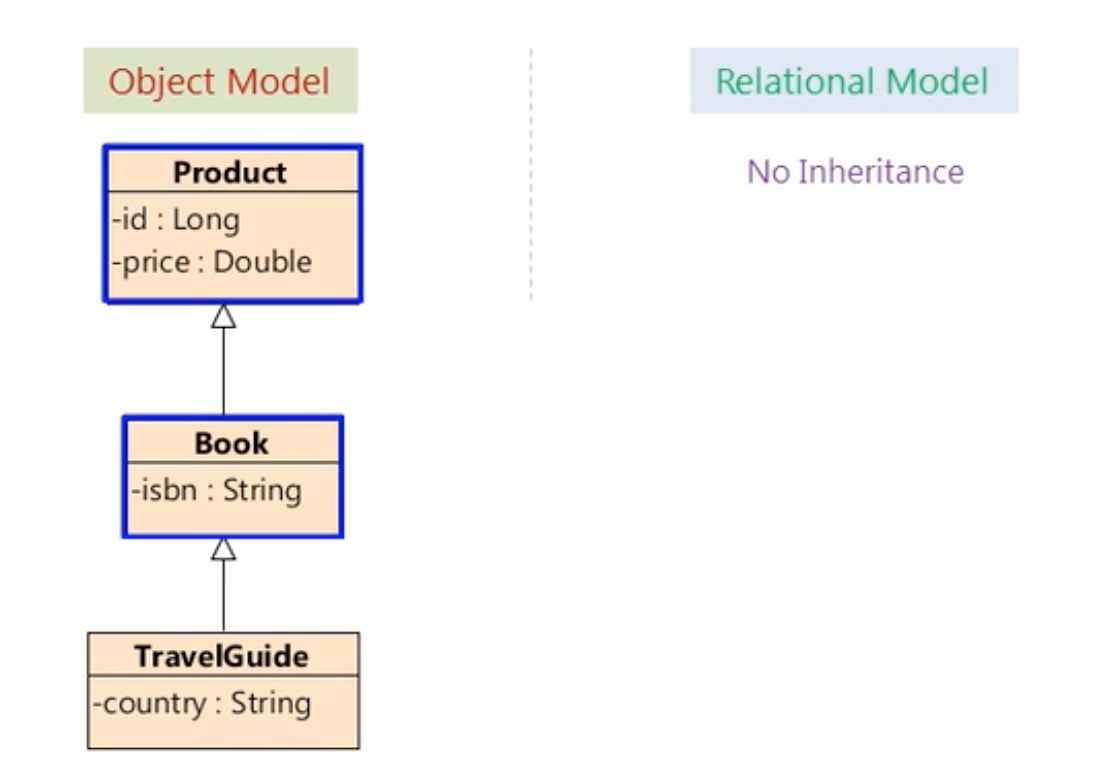 Object Model
Relational Model
Product
-id : Long
-price : Double
No Inheritance
Book
-isbn : String
TravelGuide
-country : String